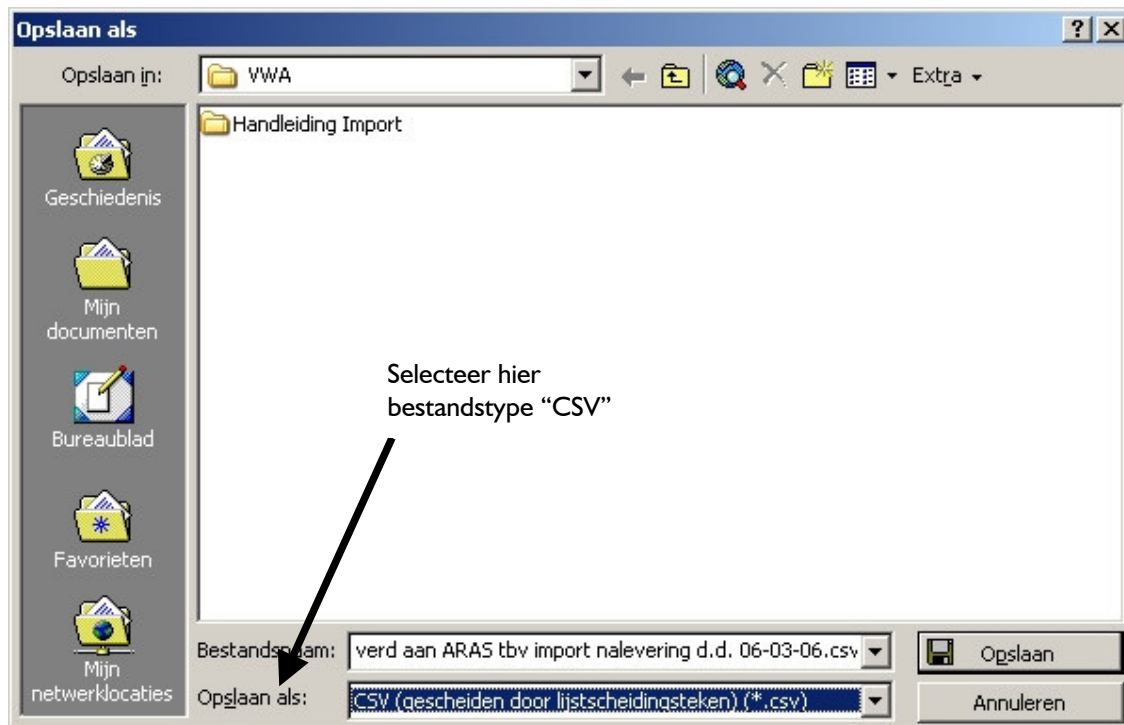 Opslaan als
Opslaan in:
VWA
Extra
Handleiding Import
Geschiedenis
Mijn
documenten
Bureaublad
Favorieten
Mijn
netwerklocaties
Selecteer hier
bestandstype “CSV”
Bestandsnaam:
verd aan ARAS tbv import nalevering d.d. 06-03-06.csv
Opslaan
Opslaan als:
CSV (gescheiden door lijstscheidingsteken) (*.csv)
Annuleren